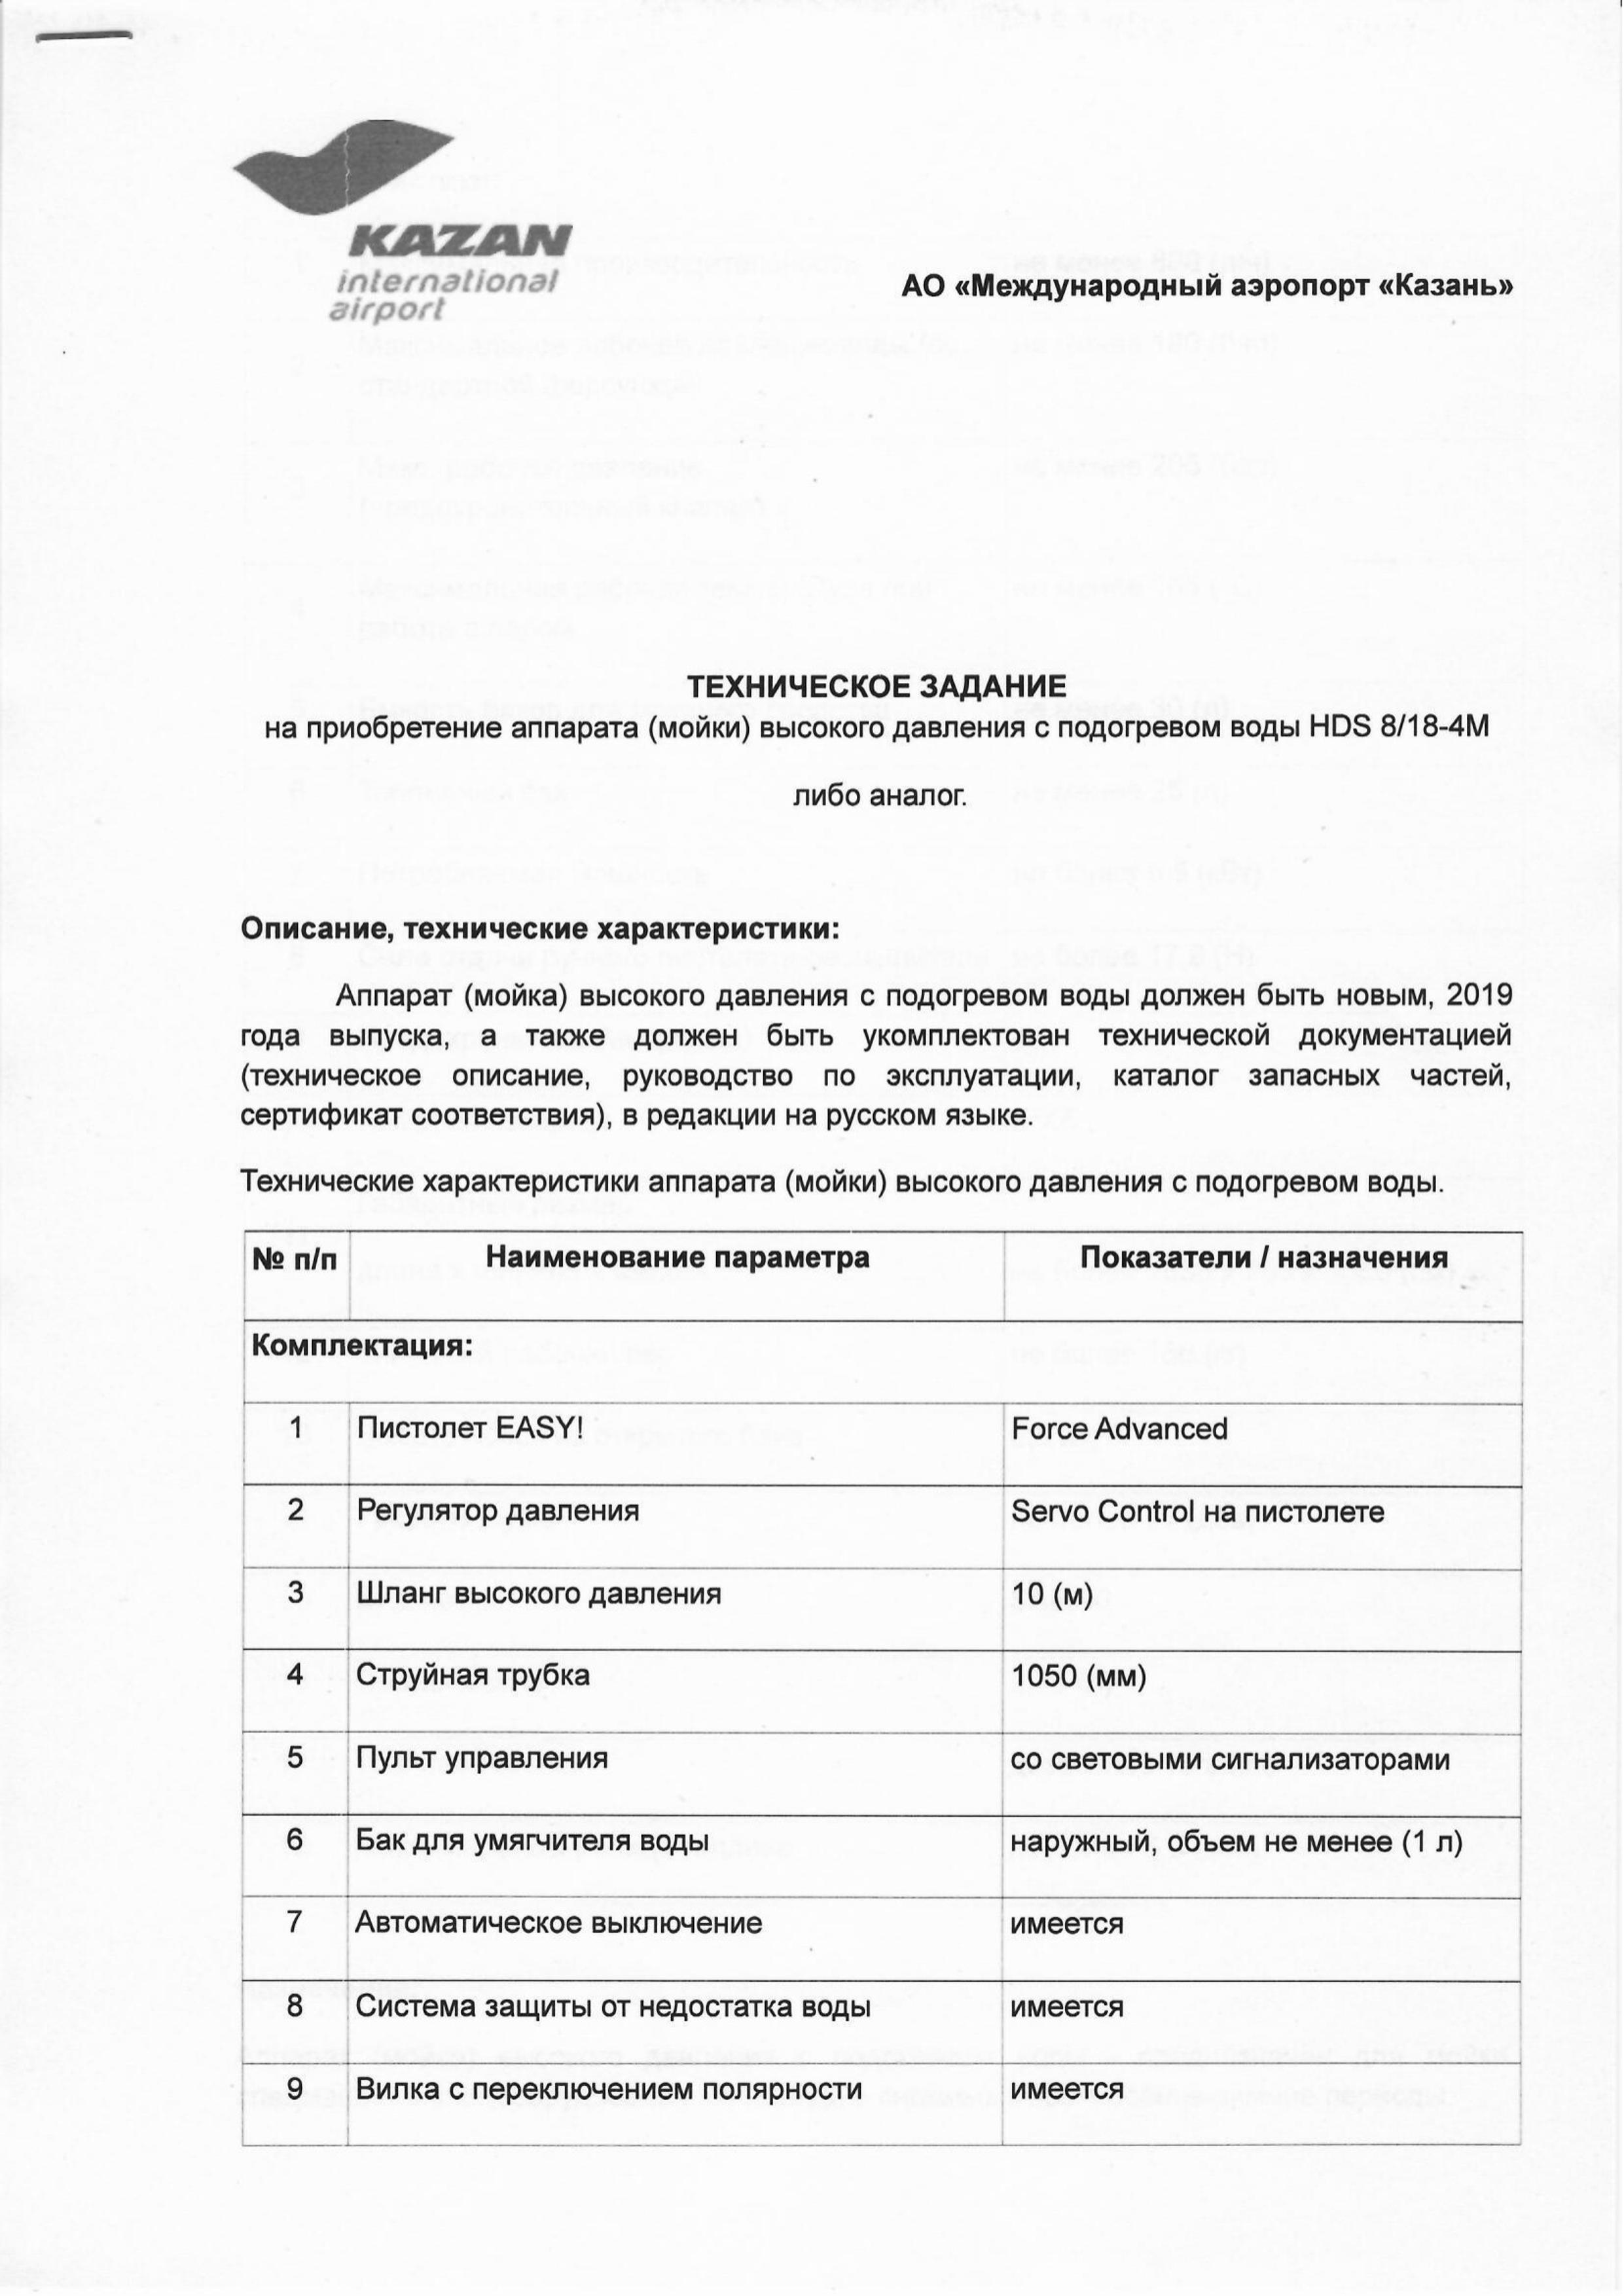 KAZAN
international
airport
АО «Международный аэропорт «Казань»
ТЕХНИЧЕСКОЕ ЗАДАНИЕ
на приобретение аппарата (мойки) высокого давления с подогревом воды HDS 8/18-4M
либо аналог.
Описание, технические характеристики:
Аппарат (мойка) высокого давления с подогревом воды должен быть новым, 2019
года выпуска, а также должен быть укомплектован технической документацией
(техническое описание, руководство по эксплуатации, каталог запасных частей,
сертификат соответствия), в редакции на русском языке.
Технические характеристики аппарата (мойки) высокого давления с подогревом воды.
№ п/п Наименование параметра Показатели / назначения
Комплектация:
1 Пистолет EASY! Force Advanced
2 Регулятор давления Servo Control на пистолете
3 Шланг высокого давления 10 (м)
4 Струйная трубка 1050 (мм)
5 Пульт управления со световыми сигнализаторами
6 Бак для умягчителя воды наружный, объем не менее (1 л)
7 Автоматическое выключение имеется
8 Система защиты от недостатка воды имеется
9 Вилка с переключением полярности имеется